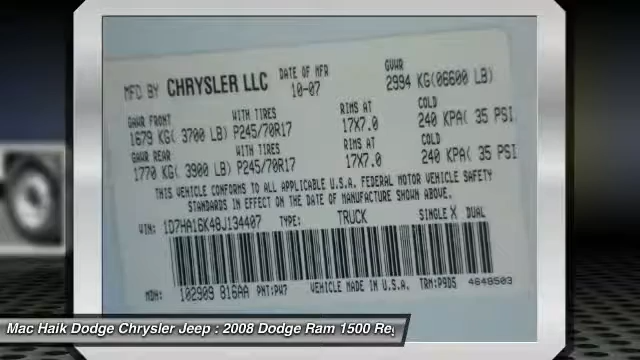 MFD BY CHRYSLER LLC DATE OF MFR 10-07 GVWR 2994 KG(06600 LB)
GAWR FRONT WITH TIRES RIMS AT COLD
1679 KG( 3700 LB) P245/70R17 17X7.0 240 KPA( 35 PSI
GAWR REAR WITH TIRES RIMS AT COLD
1770 KG( 3900 LB) P245/70R17 17X7.0 240 KPA( 35 PSI
THIS VEHICLE CONFORMS TO ALL APPLICABLE U.S.A. FEDERAL MOTOR VEHICLE SAFETY
STANDARDS IN EFFECT ON THE DATE OF MANUFACTURE SHOWN ABOVE.
VIN: 1D7HA16K48J134407 TYPE: TRUCK SINGLE X DUAL
MDH: 102909 816AA PNT:PW7 VEHICLE MADE IN U.S.A. TRM:P9D5 4648503
Mac Haik Dodge Chrysler Jeep : 2008 Dodge Ram 1500 Reg